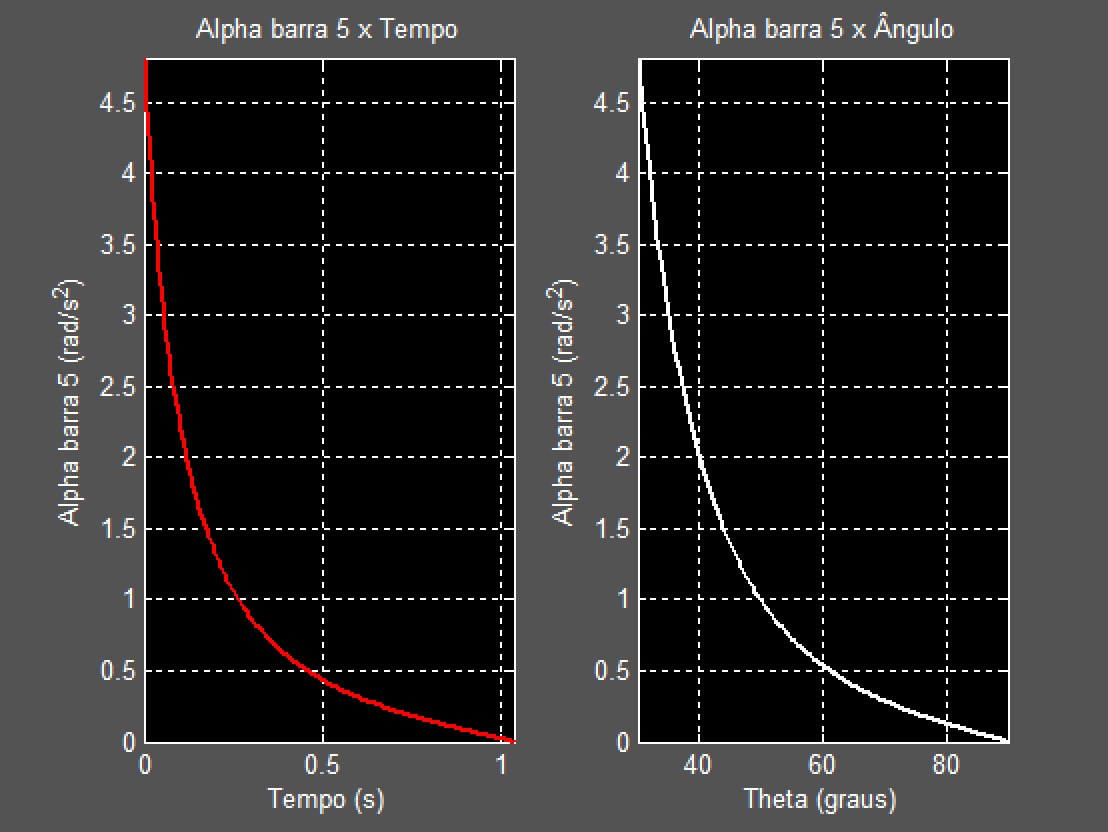 Alpha barra 5 x Tempo
Alpha barra 5 (rad/s²)
4.5
4
3.5
3
2.5
2
1.5
1
0.5
0
0 0.5 1
Tempo (s)
Alpha barra 5 x Ângulo
Alpha barra 5 (rad/s²)
4.5
4
3.5
3
2.5
2
1.5
1
0.5
0
40 60 80
Theta (graus)